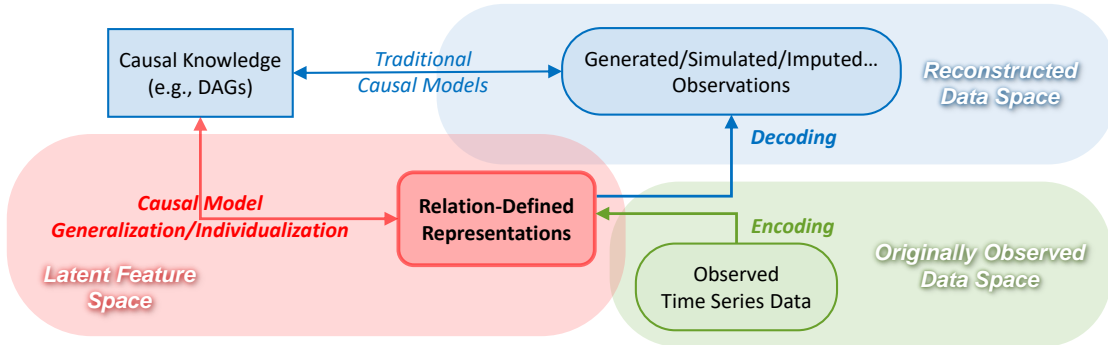 Causal Knowledge
(e.g., DAGs)
Traditional
Causal Models
Generated/Simulated/Imputed...
Observations
Reconstructed
Data Space
Decoding
Causal Model
Generalization/Individualization
Relation-Defined
Representations
Encoding
Latent Feature
Space
Observed
Time Series Data
Originally Observed
Data Space